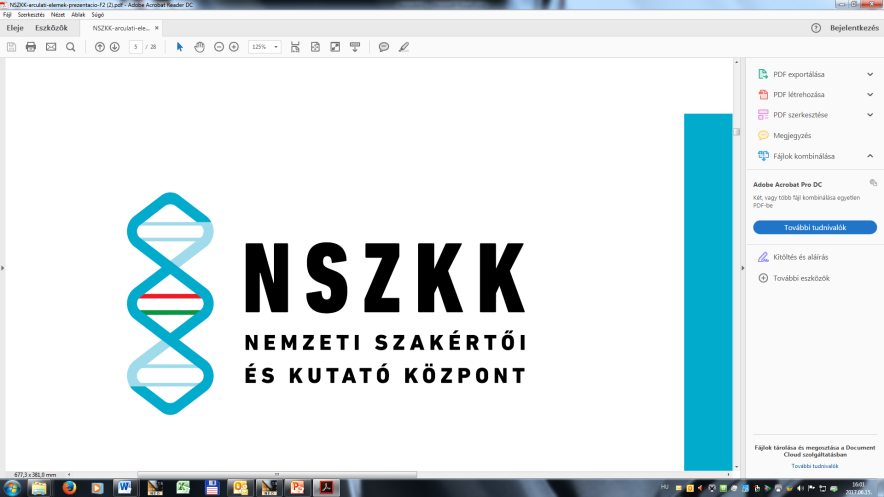 NSZKK-arculati-elemek-prezentacio-F2 (2).pdf - Adobe Acrobat Reader DC
Fájl Szerkesztés Nézet Ablak Súgó
Eleje Eszközök NSZKK-arculati-ele... × Bejelentkezés
5 / 28 125%
NSZKK
NEMZETI SZAKÉRTŐI
ÉS KUTATÓ KÖZPONT
677,3 x 381,0 mm
PDF exportálása
PDF létrehozása
PDF szerkesztése
Megjegyzés
Fájlok kombinálása
Adobe Acrobat Pro DC
Két, vagy több fájl kombinálása egyetlen
PDF-be
További tudnivalók
Kitöltés és aláírás
További eszközök
Fájlok tárolása és megosztása a Document
Cloud szolgáltatásban
További tudnivalók
HU
16:01
2017.06.15.